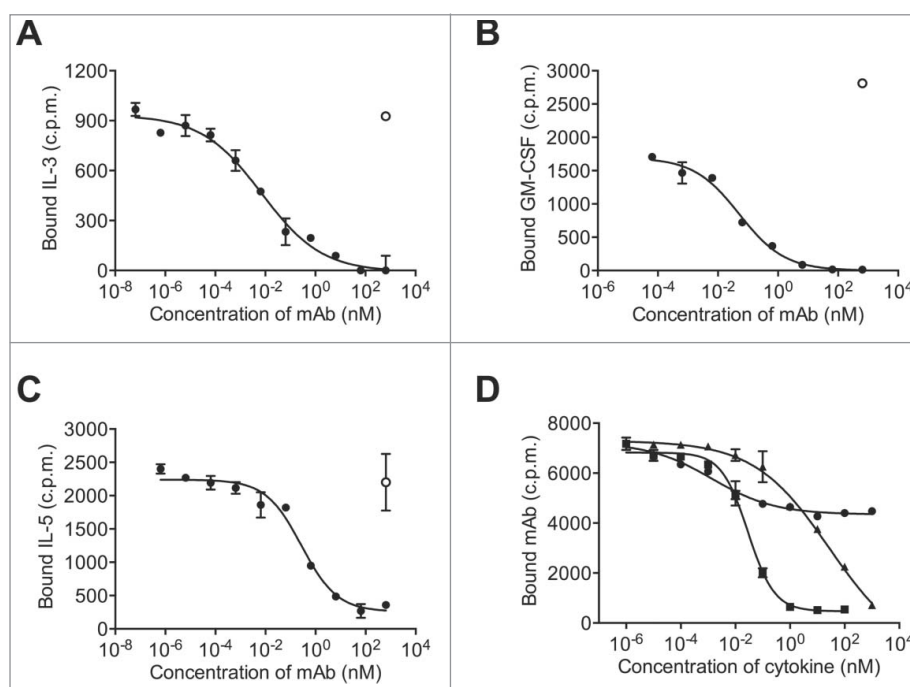 A
Bound IL-3 (c.p.m.)
1200
900
600
300
0
10⁻⁸ 10⁻⁶ 10⁻⁴ 10⁻² 10⁰ 10² 10⁴
Concentration of mAb (nM)
B
Bound GM-CSF (c.p.m.)
3000
2500
2000
1500
1000
500
0
10⁻⁶ 10⁻⁴ 10⁻² 10⁰ 10² 10⁴
Concentration of mAb (nM)
C
Bound IL-5 (c.p.m.)
3000
2500
2000
1500
1000
500
0
10⁻⁸ 10⁻⁶ 10⁻⁴ 10⁻² 10⁰ 10² 10⁴
Concentration of mAb (nM)
D
Bound mAb (c.p.m.)
8000
6000
4000
2000
0
10⁻⁶ 10⁻⁴ 10⁻² 10⁰ 10² 10⁴
Concentration of cytokine (nM)